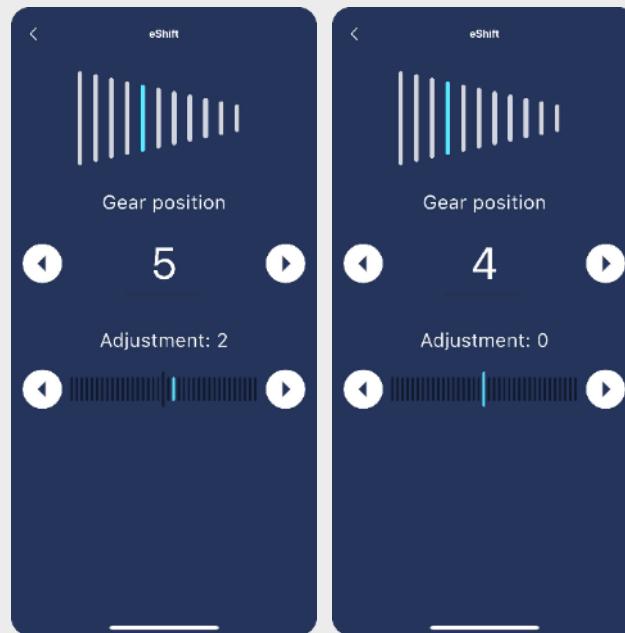 eShift
Gear position
5
Adjustment: 2
eShift
Gear position
4
Adjustment: 0